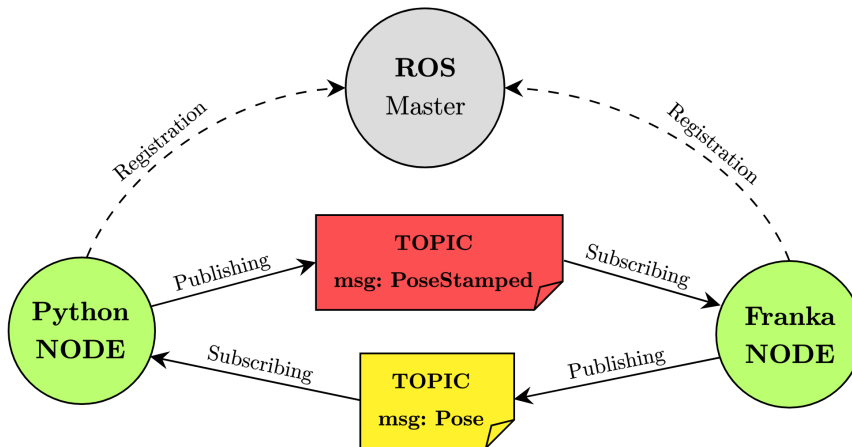 ROS
Master
Registration
Registration
TOPIC
msg: PoseStamped
Publishing
Subscribing
Python
NODE
Franka
NODE
Subscribing
Publishing
TOPIC
msg: Pose